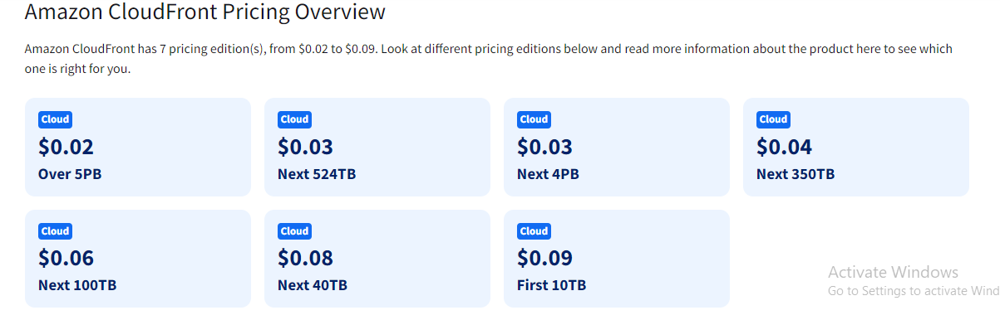 Amazon CloudFront Pricing Overview
Amazon CloudFront has 7 pricing edition(s), from $0.02 to $0.09. Look at different pricing editions below and read more information about the product here to see which
one is right for you.
Cloud
$0.02
Over 5PB
Cloud
$0.03
Next 524TB
Cloud
$0.03
Next 4PB
Cloud
$0.04
Next 350TB
Cloud
$0.06
Next 100TB
Cloud
$0.08
Next 40TB
Cloud
$0.09
First 10TB
Activate Windows
Go to Settings to activate Wind